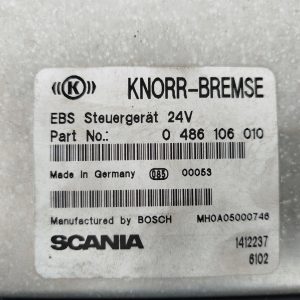 K KNORR-BREMSE
EBS Steuergerät 24V
Part No.: 0 486 106 010
Made in Germany 085 00053
Manufactured by BOSCH MH0A05000746
SCANIA 1412237
6102